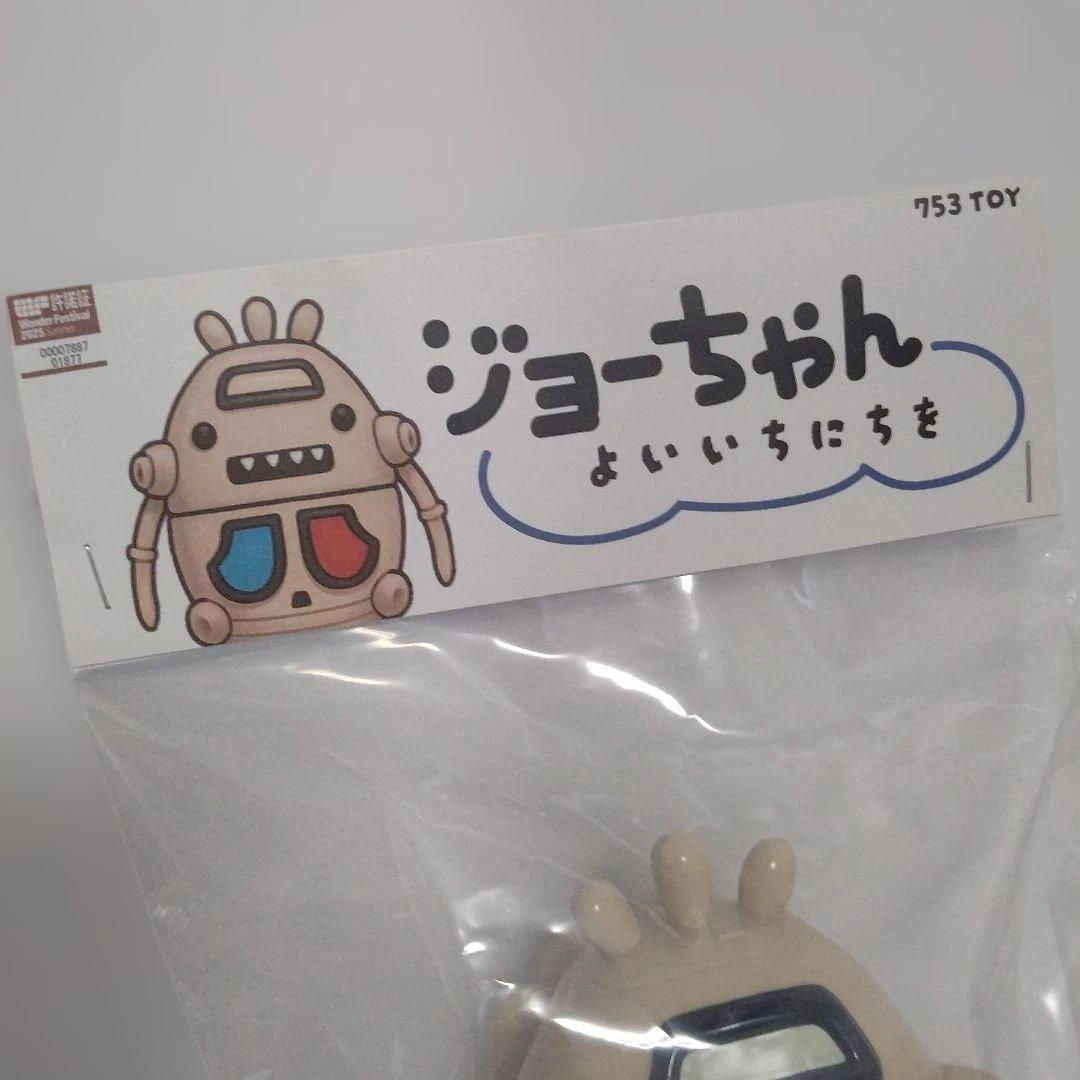 753 TOY
許諾証
Wonder Festival
2025 Summer
00007887
01877
ジョーちゃん
よいいちにちを